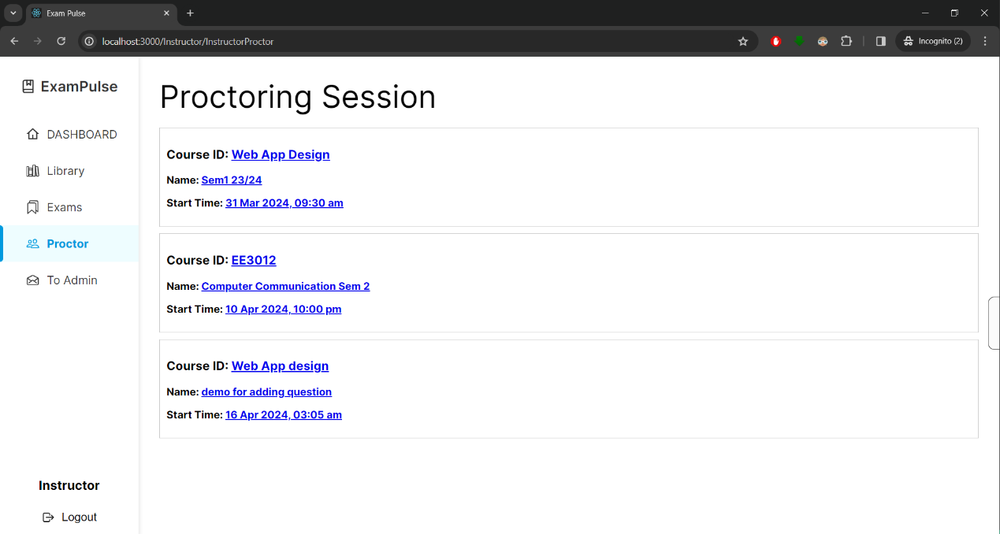 Exam Pulse
localhost:3000/Instructor/InstructorProctor
Incognito (2)
ExamPulse
DASHBOARD
Library
Exams
Proctor
To Admin
Instructor
Logout
Proctoring Session
Course ID: Web App Design
Name: Sem1 23/24
Start Time: 31 Mar 2024, 09:30 am
Course ID: EE3012
Name: Computer Communication Sem 2
Start Time: 10 Apr 2024, 10:00 pm
Course ID: Web App design
Name: demo for adding question
Start Time: 16 Apr 2024, 03:05 am